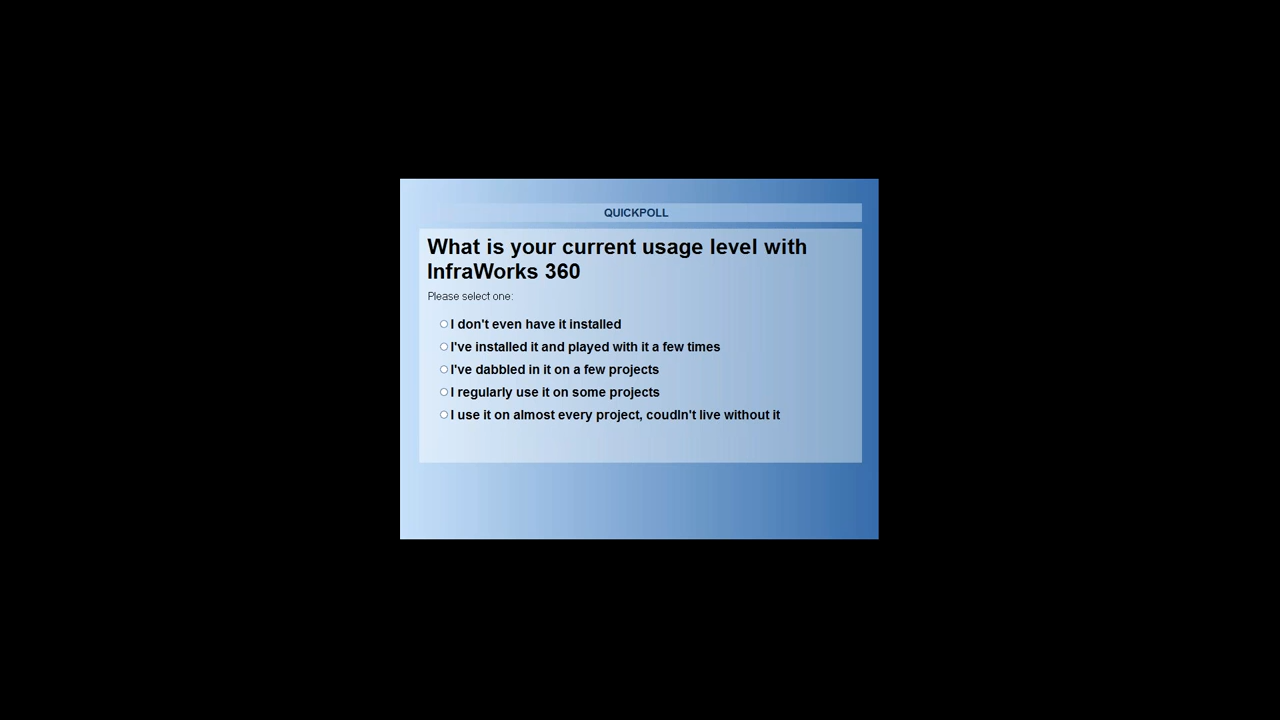 QUICKPOLL
What is your current usage level with
InfraWorks 360
Please select one:
I don't even have it installed
I've installed it and played with it a few times
I've dabbled in it on a few projects
I regularly use it on some projects
I use it on almost every project, coudln't live without it